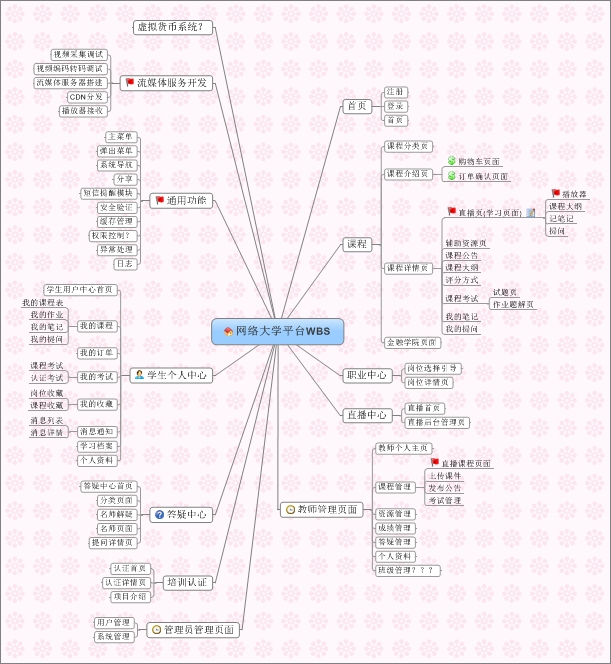 网络大学平台WBS
首页
注册
登录
首页
课程
课程分类页
课程介绍页
购物车页面
订单确认页面
课程详情页
直播页(学习页面)
播放器
课程大纲
记笔记
提问
辅助资源页
课程公告
课程大纲
评分方式
课程考试
试题页
作业题解页
我的笔记
我的提问
金融学院页面
职业中心
岗位选择引导
岗位详情页
直播中心
直播首页
直播后台管理页
教师管理页面
教师个人主页
课程管理
直播课程页面
上传课件
发布公告
考试管理
资源管理
成绩管理
答疑管理
个人资料
班级管理？？？
虚拟货币系统？
流媒体服务开发
视频采集调试
视频编码转码调试
流媒体服务器搭建
CDN分发
播放器接收
通用功能
主菜单
弹出菜单
系统导航
分享
短信提醒模块
安全验证
缓存管理
权限控制？
异常处理
日志
学生个人中心
学生用户中心首页
我的课程
我的课程表
我的作业
我的笔记
我的提问
我的订单
我的考试
课程考试
认证考试
我的收藏
岗位收藏
课程收藏
消息通知
消息列表
消息详情
学习档案
个人资料
答疑中心
答疑中心首页
分类页面
名师解疑
名师页面
提问详情页
培训认证
认证首页
认证详情页
项目介绍
管理员管理页面
用户管理
系统管理